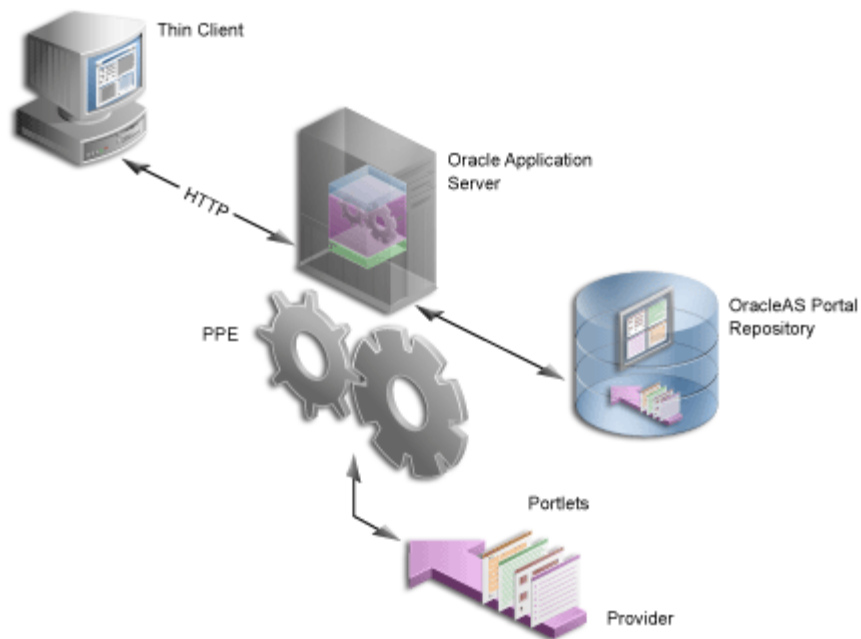 Thin Client
HTTP
Oracle Application
Server
PPE
OracleAS Portal
Repository
Portlets
Provider